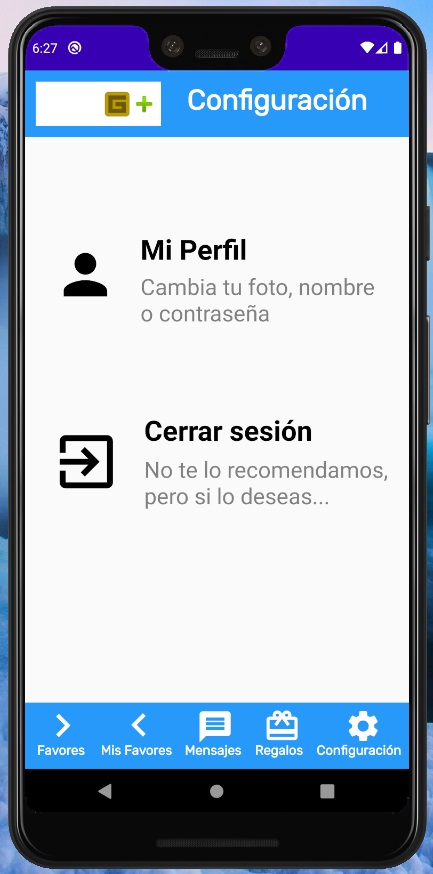 6:27
G +
Configuración
Mi Perfil
Cambia tu foto, nombre
o contraseña
Cerrar sesión
No te lo recomendamos,
pero si lo deseas...
Favores Mis Favores Mensajes Regalos Configuración